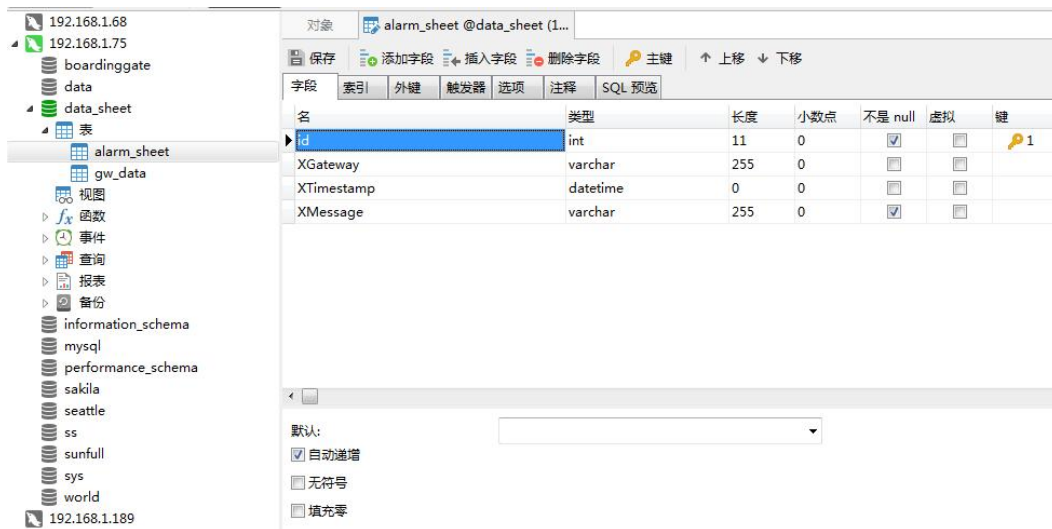 192.168.1.68
192.168.1.75
boardinggate
data
data_sheet
表
alarm_sheet
gw_data
视图
fx 函数
事件
查询
报表
备份
information_schema
mysql
performance_schema
sakila
seattle
ss
sunfull
sys
world
192.168.1.189
对象 alarm_sheet @data_sheet (1...
保存 添加字段 插入字段 删除字段 主键 上移 下移
字段 索引 外键 触发器 选项 注释 SQL 预览
名 类型 长度 小数点 不是 null 虚拟 键
id int 11 0 1
XGateway varchar 255 0
XTimestamp datetime 0 0
XMessage varchar 255 0
默认:
自动递增
无符号
填充零